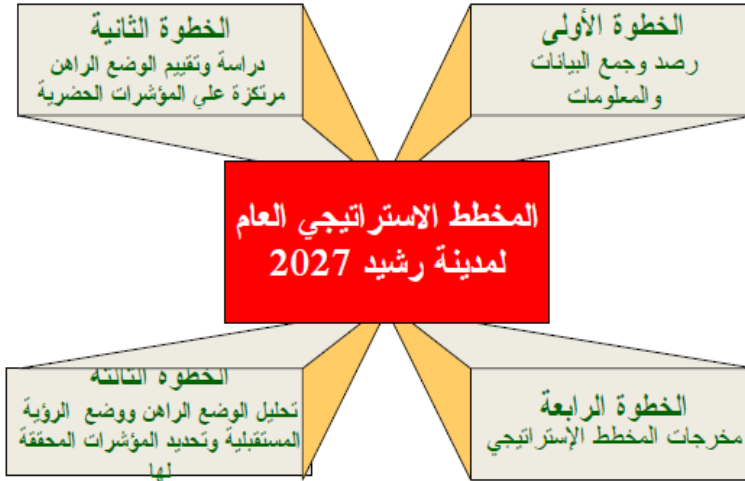 الخطوة الأولى
رصد وجمع البيانات
والمعلومات
الخطوة الثانية
دراسة وتقييم الوضع الراهن
مرتكزة علي المؤشرات الحضرية
المخطط الاستراتيجي العام
لمدينة رشيد 2027
الخطوة الثالثة
تحليل الوضع الراهن ووضع الرؤية
المستقبلية وتحديد المؤشرات المحققة
لها
الخطوة الرابعة
مخرجات المخطط الإستراتيجي